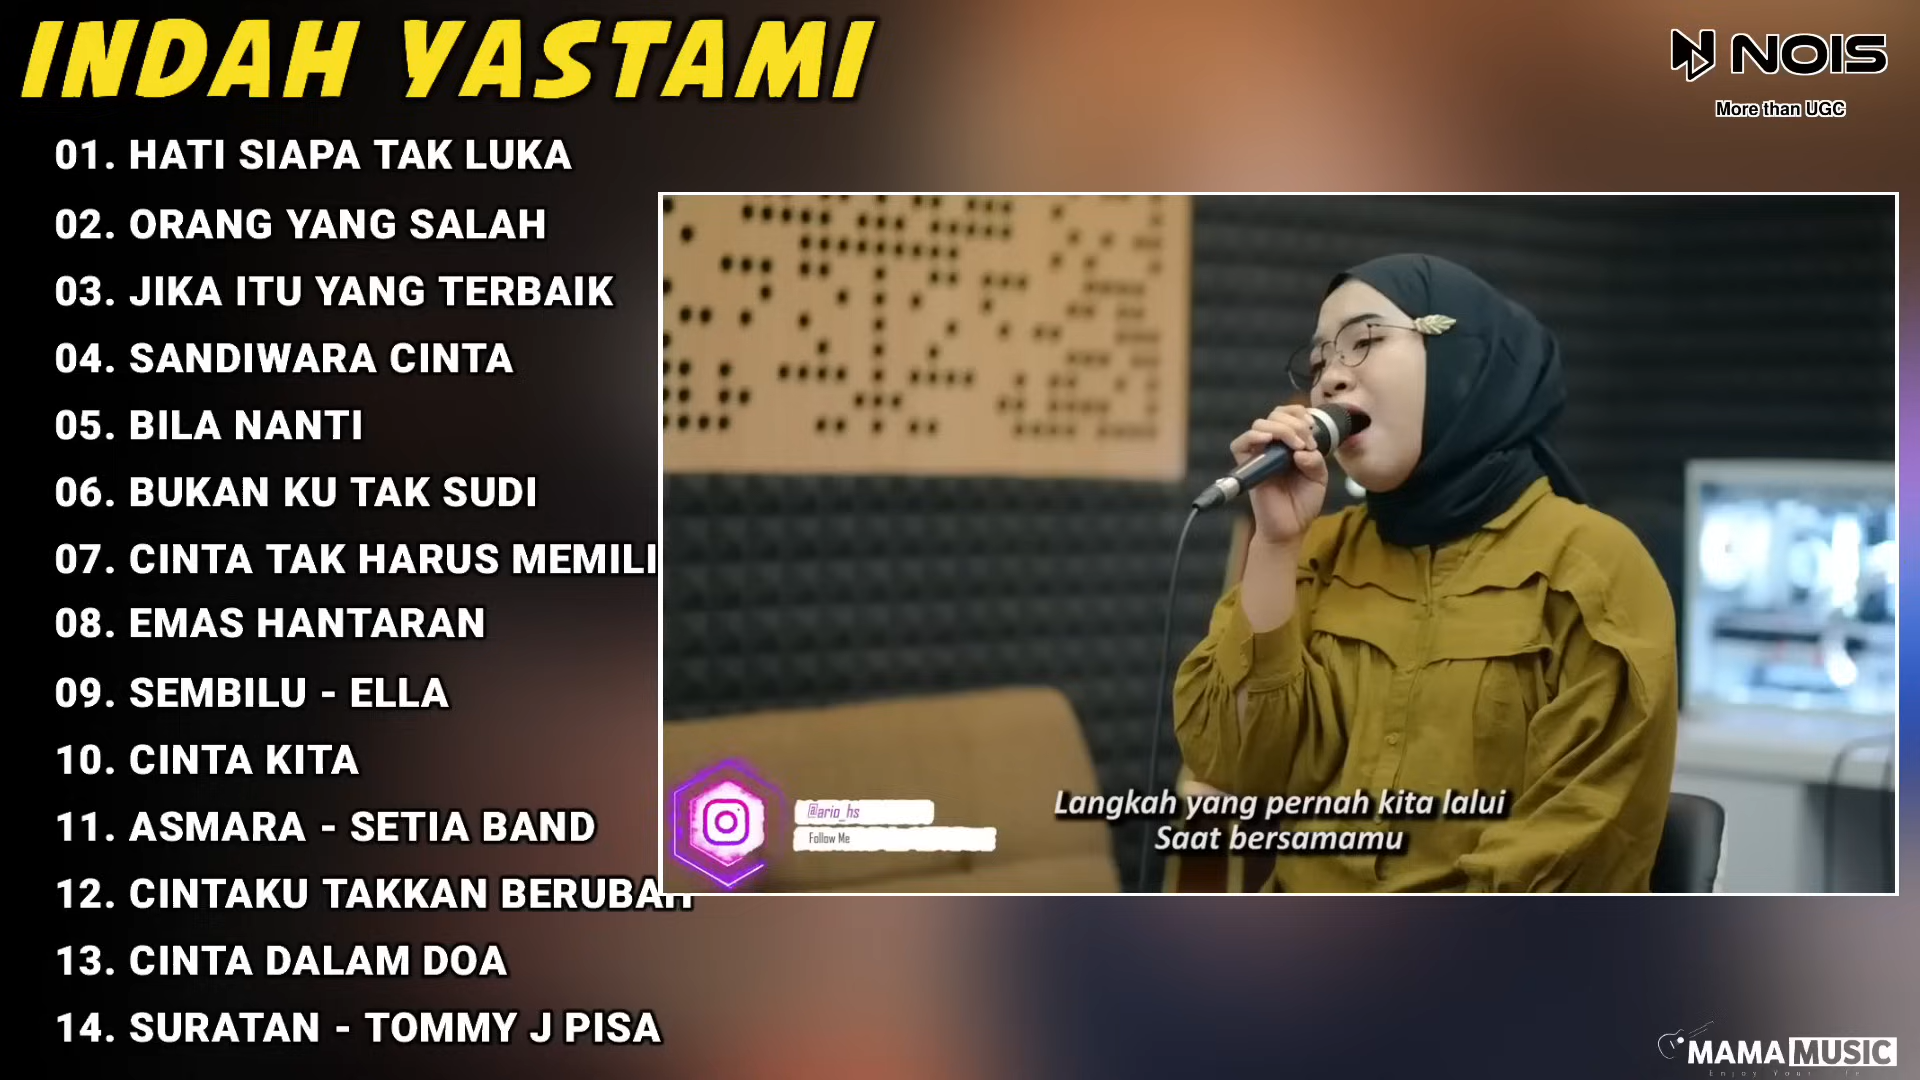 INDAH YASTAMI
NOIS
More than UGC
01. HATI SIAPA TAK LUKA
02. ORANG YANG SALAH
03. JIKA ITU YANG TERBAIK
04. SANDIWARA CINTA
05. BILA NANTI
06. BUKAN KU TAK SUDI
07. CINTA TAK HARUS MEMILI
08. EMAS HANTARAN
09. SEMBILU - ELLA
10. CINTA KITA
11. ASMARA - SETIA BAND
12. CINTAKU TAKKAN BERUBAH
13. CINTA DALAM DOA
14. SURATAN - TOMMY J PISA
@ario_hs
Follow Me
Langkah yang pernah kita lalui
Saat bersamamu
MAMA MUSIC
Enjoy Your